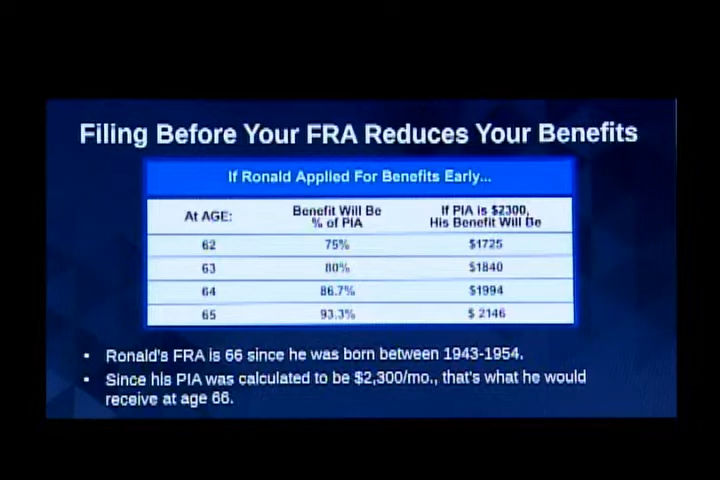 Filing Before Your FRA Reduces Your Benefits
If Ronald Applied For Benefits Early...
At AGE: Benefit Will Be % of PIA If PIA is $2300, His Benefit Will Be
62 75% $1725
63 80% $1840
64 86.7% $1994
65 93.3% $ 2146
• Ronald's FRA is 66 since he was born between 1943-1954.
• Since his PIA was calculated to be $2,300/mo., that's what he would
receive at age 66.